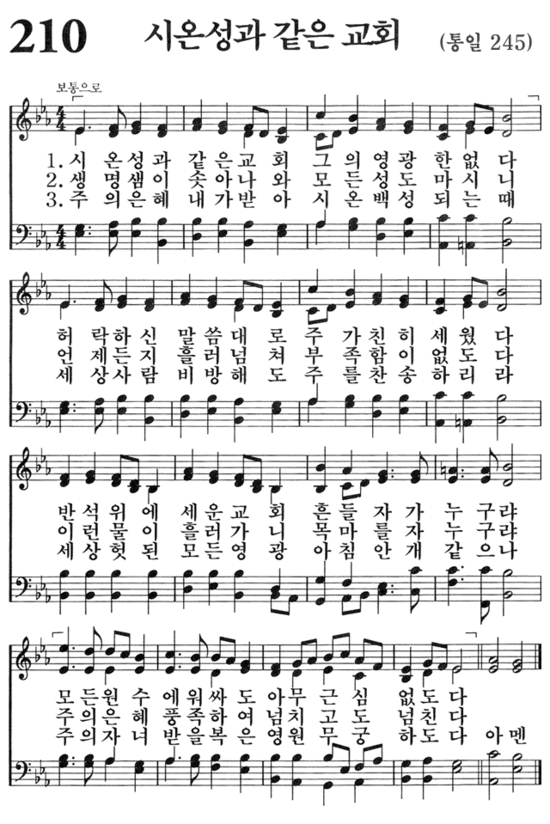 210 시온성과 같은 교회 (통일 245)
보통으로
1. 시 온성과 같은교회 그의영광 한없다
2. 생 명샘이 솟아나와 모든성도 마시니
3. 주 의은혜 내가받아 시온백성 되는때
허 락하신 말씀대로 주가친히 세웠다
언 제든지 흘러넘쳐 부족함이 없도다
세 상사람 비방해도 주를찬송 하리라
반 석위에 세운교회 흔들자가 누구랴
이 런물이 흘러가니 목마를자 누구랴
세 상헛된 모든영광 아침안개 같으나
모든원수 에워싸도 아무근심 없도다
주의은혜 풍족하여 넘치고도 넘친다
주의자녀 받을복은 영원무궁 하도다 아멘